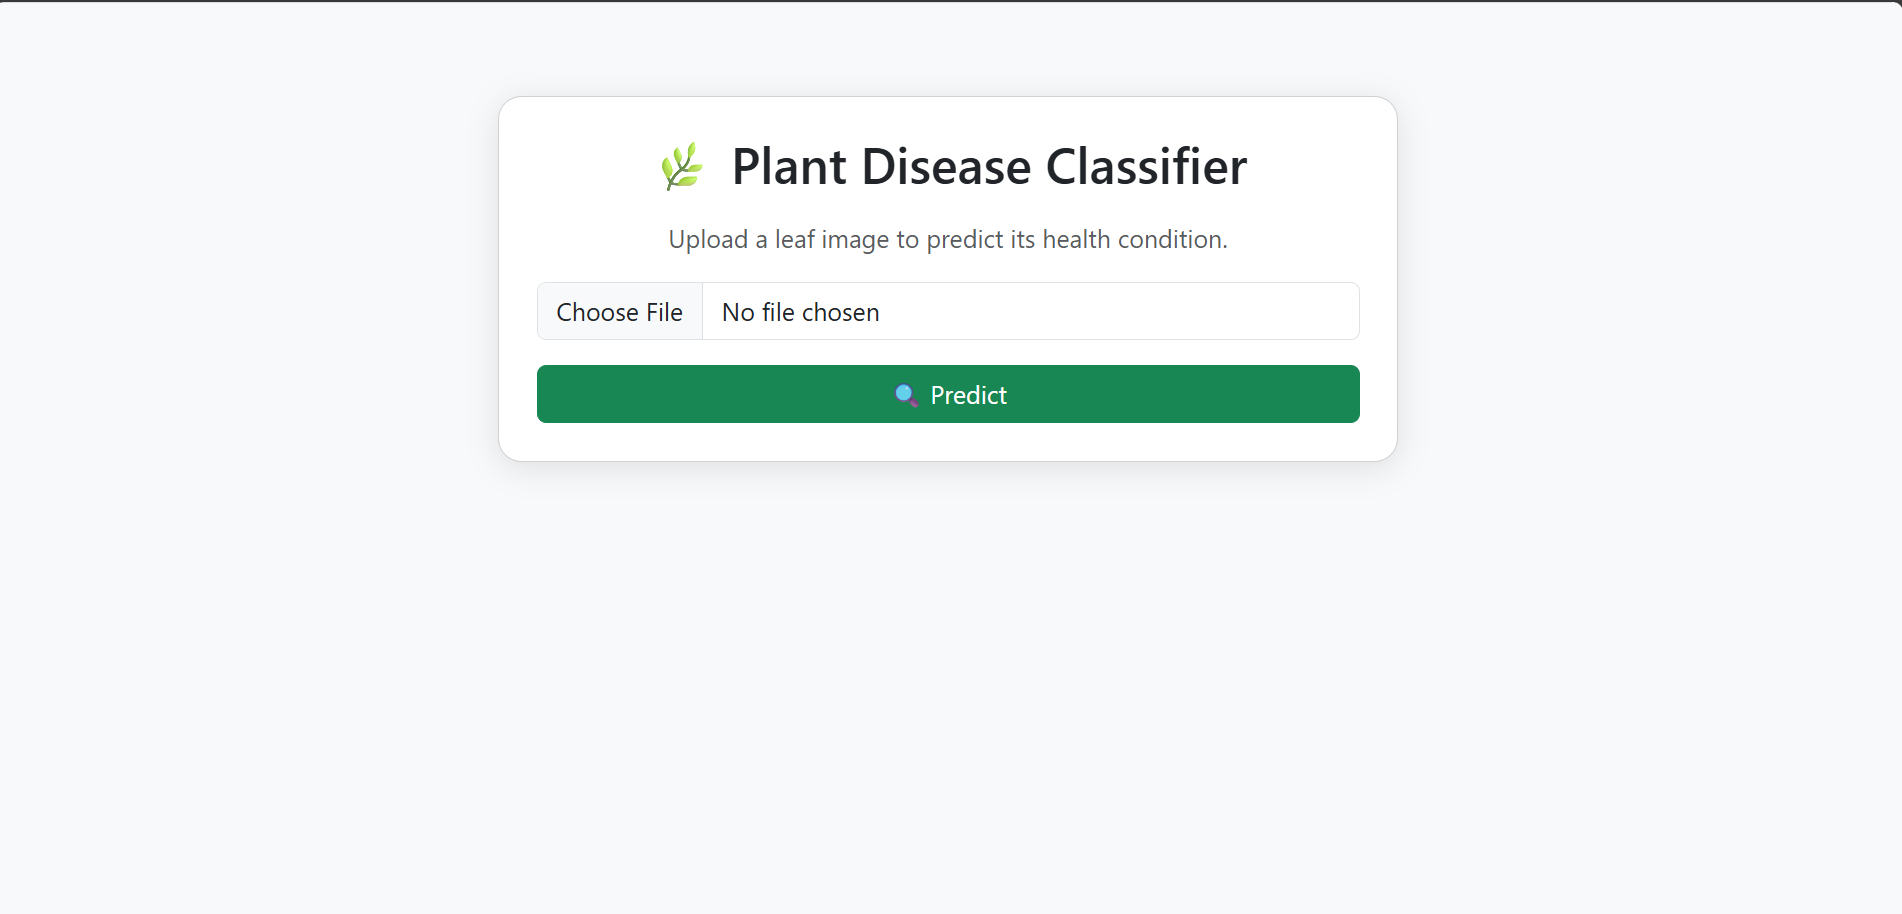 Plant Disease Classifier
Upload a leaf image to predict its health condition.
Choose File No file chosen
Predict